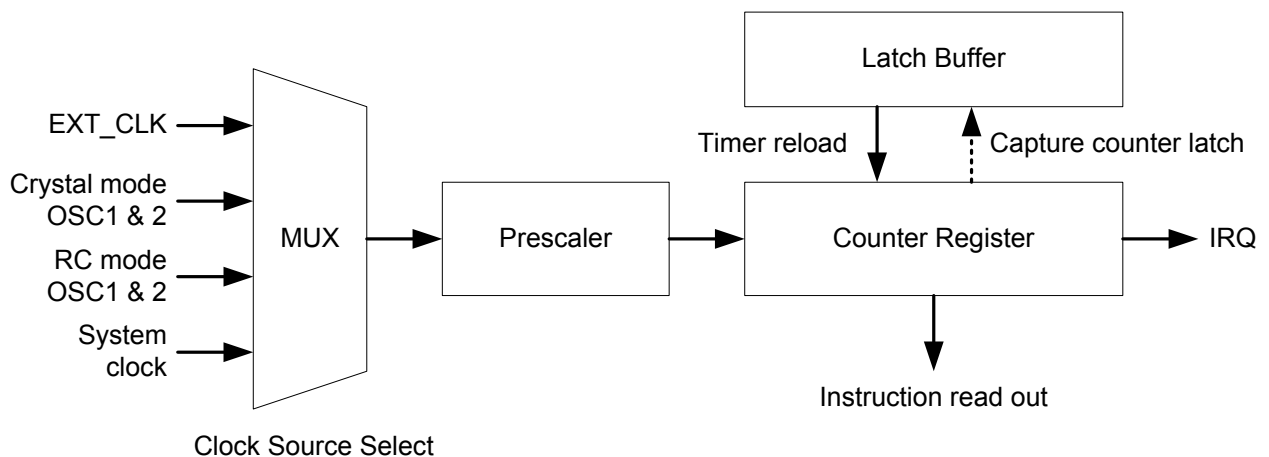 Latch Buffer
EXT_CLK
Timer reload
Capture counter latch
Crystal mode
OSC1 & 2
MUX
Prescaler
Counter Register
IRQ
RC mode
OSC1 & 2
System
clock
Instruction read out
Clock Source Select